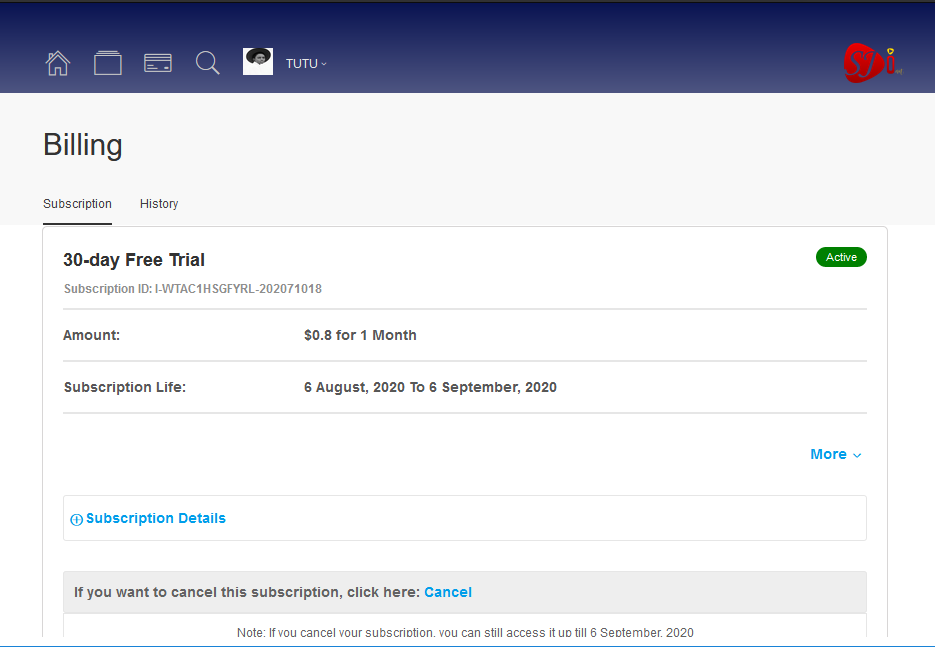 TUTU
Billing
Subscription History
30-day Free Trial
Active
Subscription ID: I-WTAC1HSGFYRL-202071018
Amount: $0.8 for 1 Month
Subscription Life: 6 August, 2020 To 6 September, 2020
More
Subscription Details
If you want to cancel this subscription, click here: Cancel
Note: If you cancel your subscription, you can still access it up till 6 September, 2020